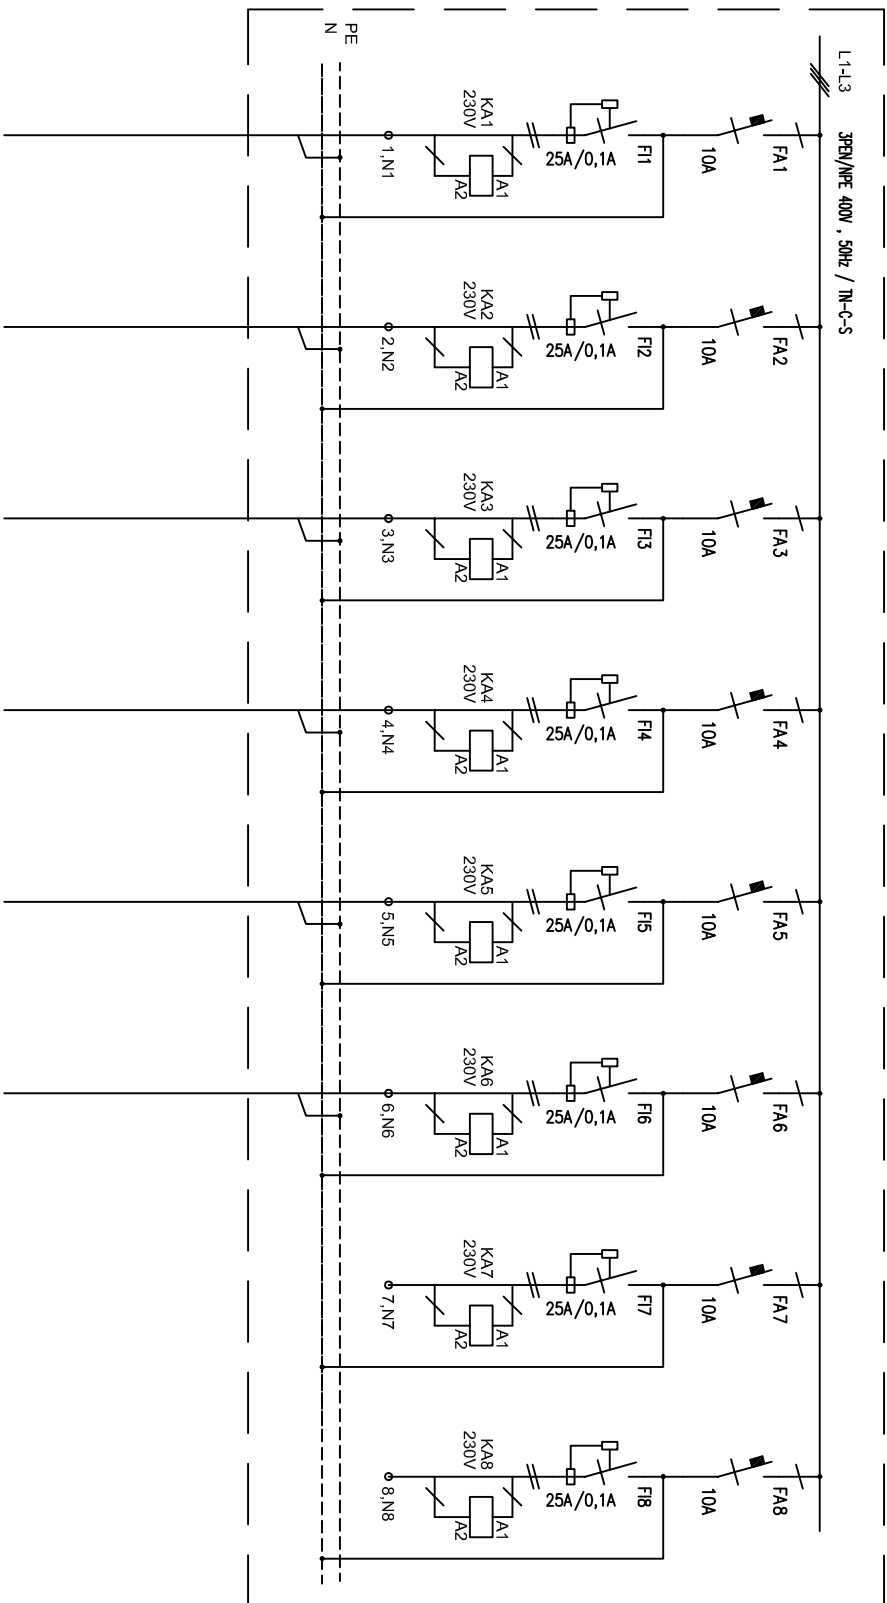 L1-L3
3PEN/NPE 400V , 50Hz / TN-C-S
FA1
10A
FI1
25A/0,1A
KA1
230V
A1
A2
1,N1
FA2
10A
FI2
25A/0,1A
KA2
230V
A1
A2
2,N2
FA3
10A
FI3
25A/0,1A
KA3
230V
A1
A2
3,N3
FA4
10A
FI4
25A/0,1A
KA4
230V
A1
A2
4,N4
FA5
10A
FI5
25A/0,1A
KA5
230V
A1
A2
5,N5
FA6
10A
FI6
25A/0,1A
KA6
230V
A1
A2
6,N6
FA7
10A
FI7
25A/0,1A
KA7
230V
A1
A2
7,N7
FA8
10A
FI8
25A/0,1A
KA8
230V
A1
A2
8,N8
PE
N